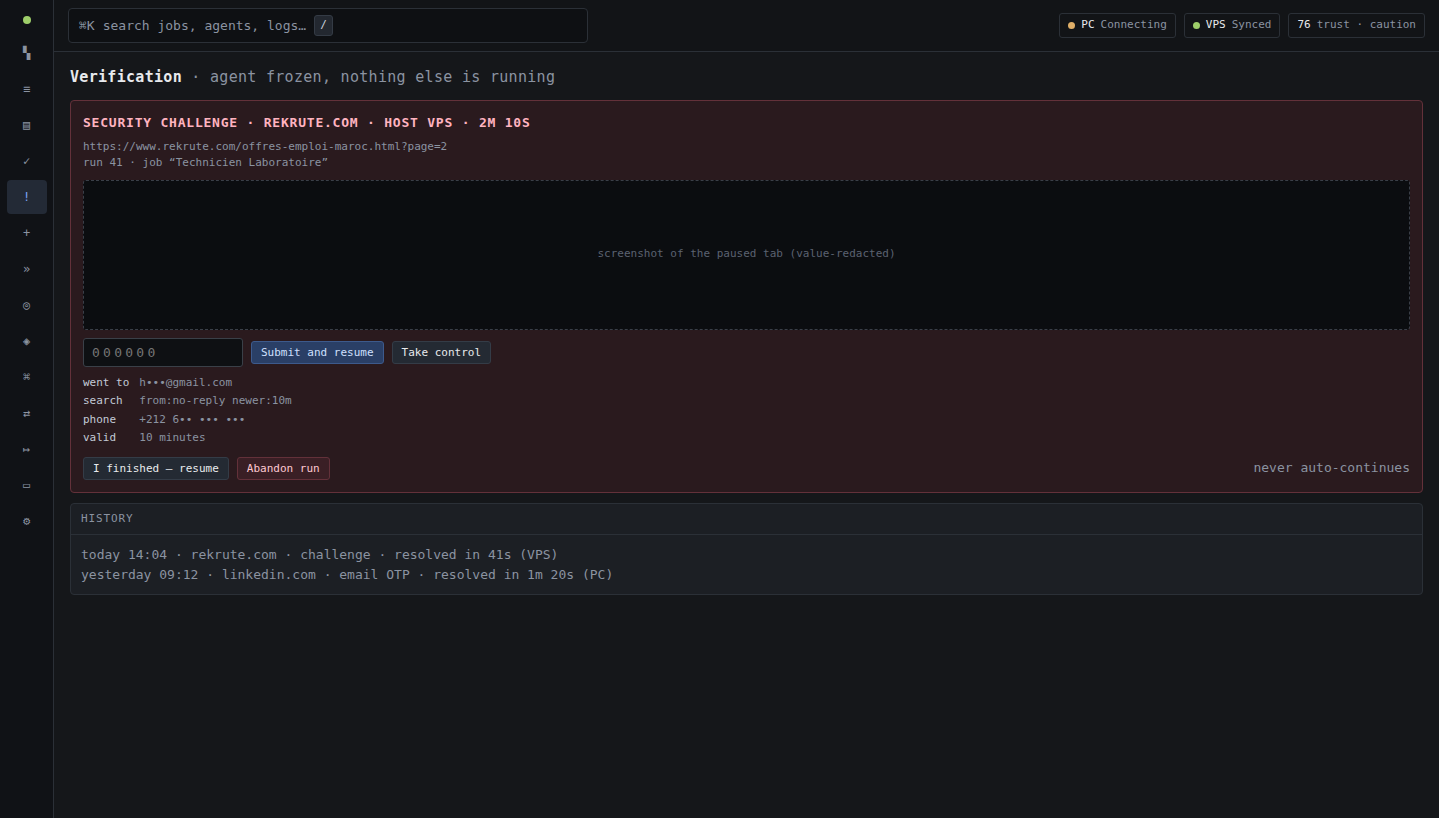 ⌘K search jobs, agents, logs… /
PC Connecting
VPS Synced
76 trust · caution
Verification · agent frozen, nothing else is running
SECURITY CHALLENGE · REKRUTE.COM · HOST VPS · 2M 10S
https://www.rekrute.com/offres-emploi-maroc.html?page=2
run 41 · job “Technicien Laboratoire”
screenshot of the paused tab (value-redacted)
000000
Submit and resume
Take control
went to h•••@gmail.com
search from:no-reply newer:10m
phone +212 6•• ••• •••
valid 10 minutes
I finished — resume
Abandon run
never auto-continues
HISTORY
today 14:04 · rekrute.com · challenge · resolved in 41s (VPS)
yesterday 09:12 · linkedin.com · email OTP · resolved in 1m 20s (PC)